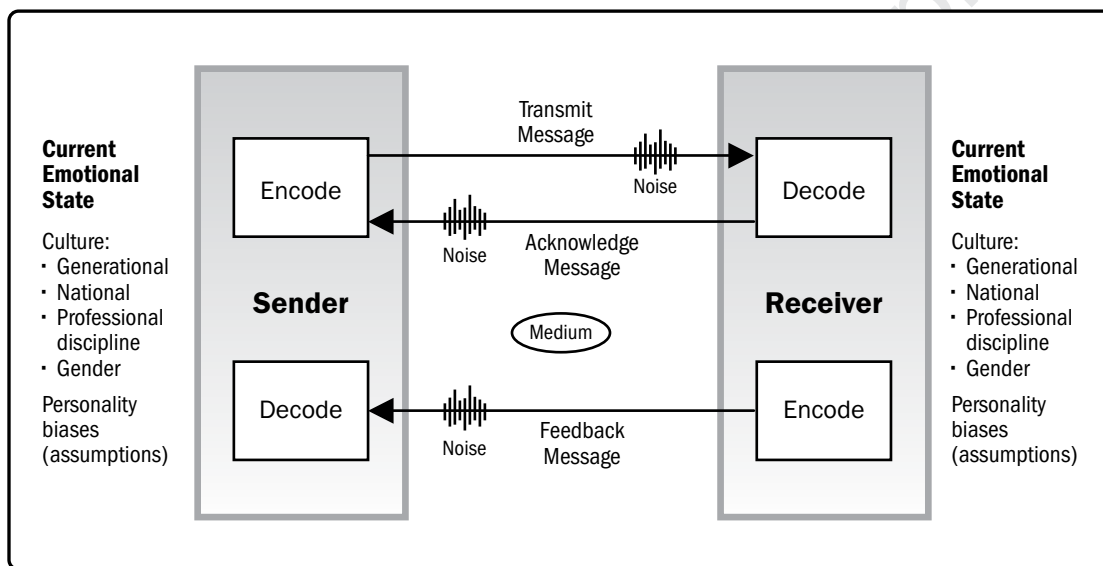 Current
Emotional
State
Culture:
· Generational
· National
· Professional
discipline
· Gender
Personality
biases
(assumptions)
Encode
Sender
Decode
Transmit
Message
Noise
Noise
Acknowledge
Message
Medium
Noise
Feedback
Message
Decode
Receiver
Encode
Current
Emotional
State
Culture:
· Generational
· National
· Professional
discipline
· Gender
Personality
biases
(assumptions)